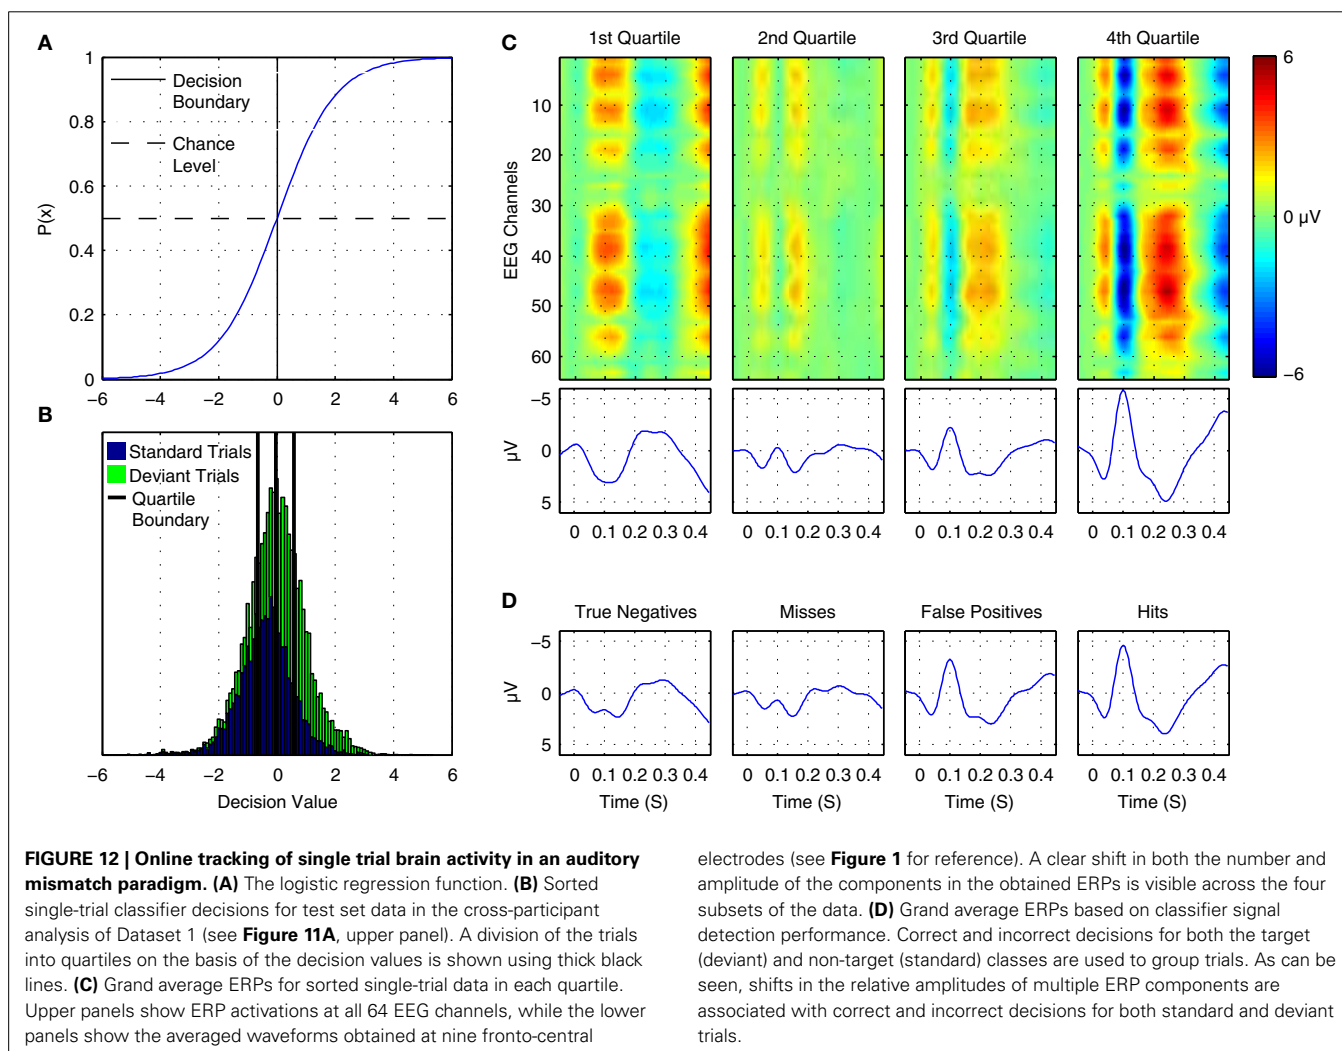 A
1
0.8
0.6
0.4
0.2
0
P(x)
Decision
Boundary
Chance
Level
−6 −4 −2 0 2 4 6
B
Standard Trials
Deviant Trials
Quartile
Boundary
−6 −4 −2 0 2 4 6
Decision Value
C
1st Quartile 2nd Quartile 3rd Quartile 4th Quartile
10
20
30
40
50
60
EEG Channels
6
0 µV
−6
−5
0
5
µV
0 0.1 0.2 0.3 0.4 0 0.1 0.2 0.3 0.4 0 0.1 0.2 0.3 0.4 0 0.1 0.2 0.3 0.4
D
True Negatives Misses False Positives Hits
−5
0
5
µV
0 0.1 0.2 0.3 0.4 0 0.1 0.2 0.3 0.4 0 0.1 0.2 0.3 0.4 0 0.1 0.2 0.3 0.4
Time (S) Time (S) Time (S) Time (S)
FIGURE 12 | Online tracking of single trial brain activity in an auditory
mismatch paradigm. (A) The logistic regression function. (B) Sorted
single-trial classifier decisions for test set data in the cross-participant
analysis of Dataset 1 (see Figure 11A, upper panel). A division of the trials
into quartiles on the basis of the decision values is shown using thick black
lines. (C) Grand average ERPs for sorted single-trial data in each quartile.
Upper panels show ERP activations at all 64 EEG channels, while the lower
panels show the averaged waveforms obtained at nine fronto-central
electrodes (see Figure 1 for reference). A clear shift in both the number and
amplitude of the components in the obtained ERPs is visible across the four
subsets of the data. (D) Grand average ERPs based on classifier signal
detection performance. Correct and incorrect decisions for both the target
(deviant) and non-target (standard) classes are used to group trials. As can be
seen, shifts in the relative amplitudes of multiple ERP components are
associated with correct and incorrect decisions for both standard and deviant
trials.